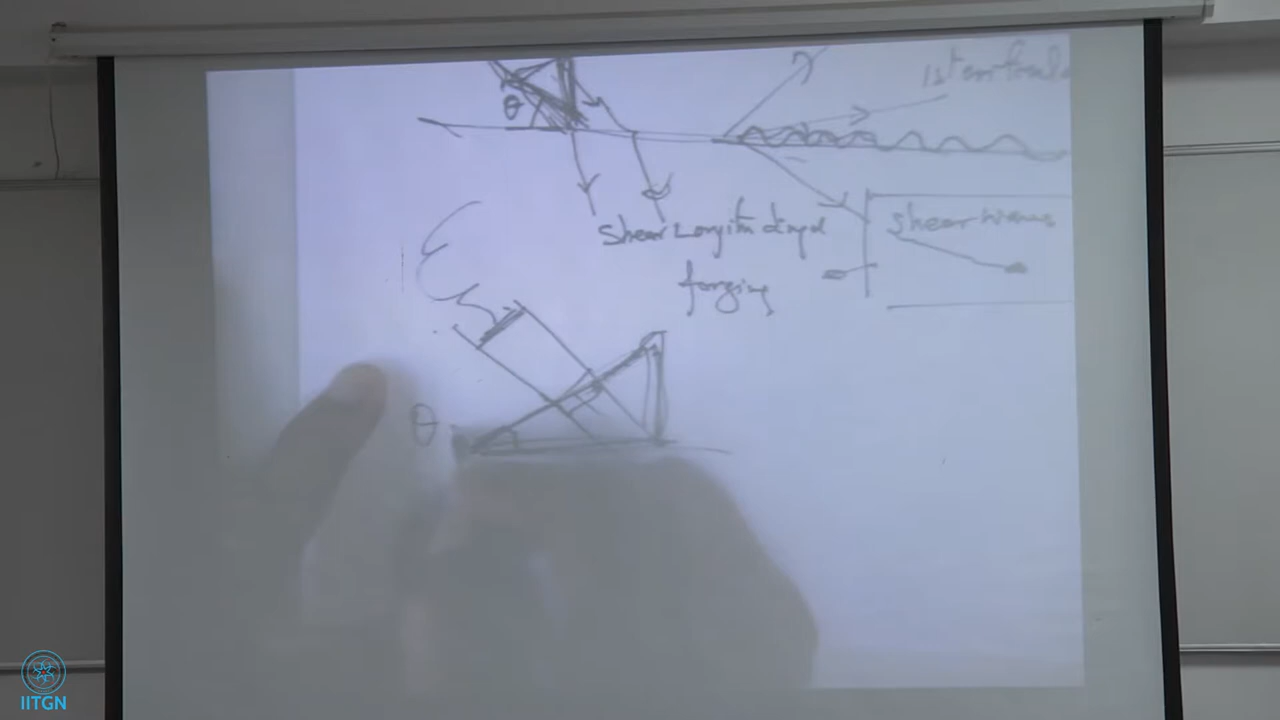 θ
Shear Longitudinal
shear waves
forging
θ
IITGN